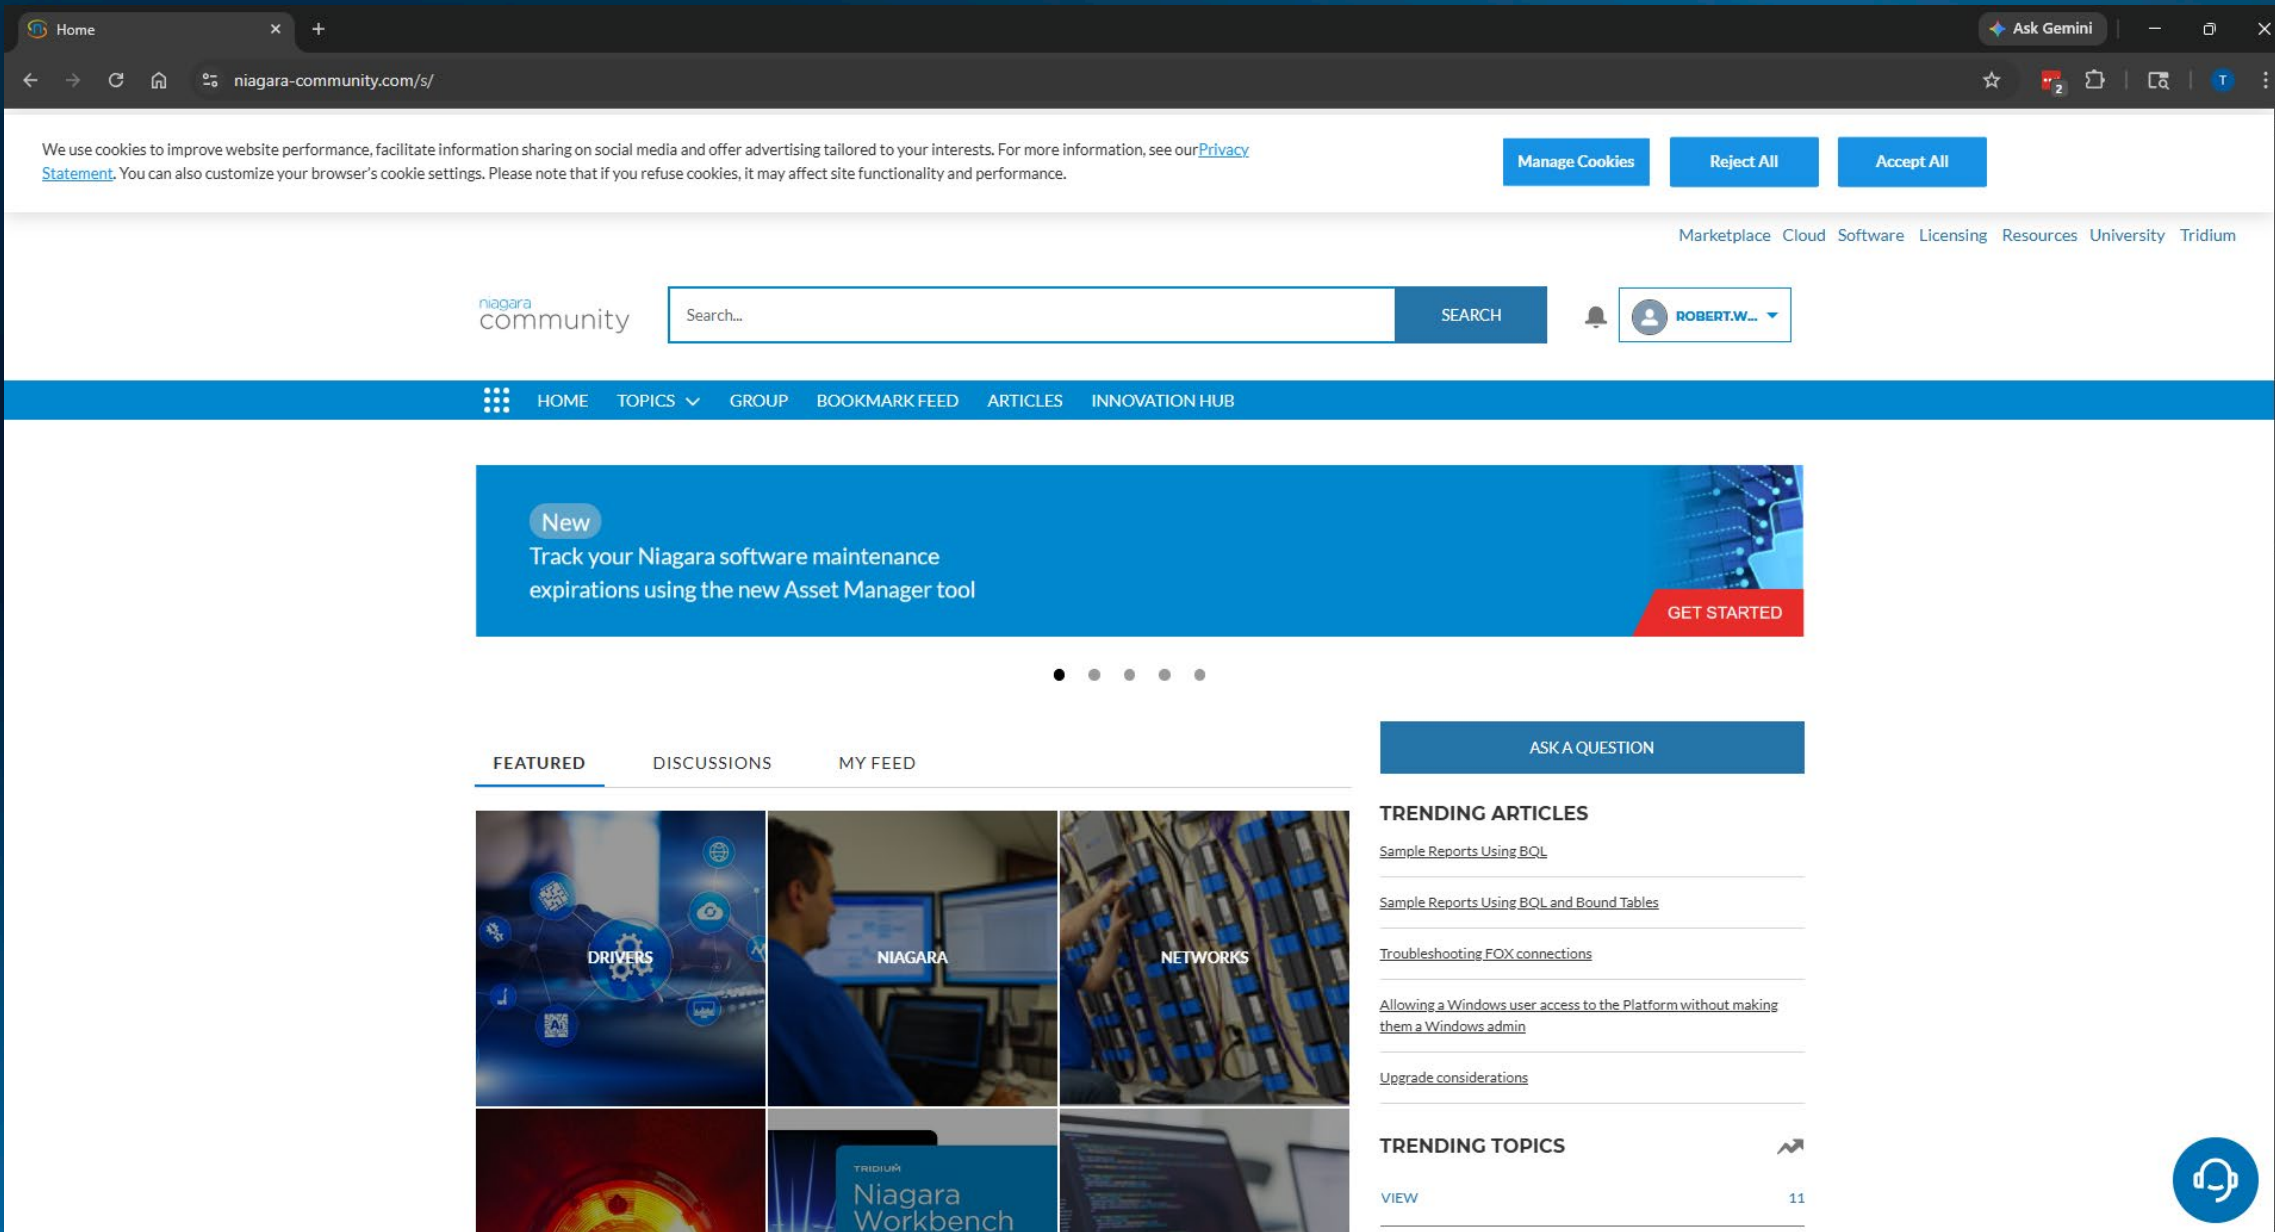 Home
Ask Gemini
niagara-community.com/s/
2
T
We use cookies to improve website performance, facilitate information sharing on social media and offer advertising tailored to your interests. For more information, see our Privacy
Statement. You can also customize your browser's cookie settings. Please note that if you refuse cookies, it may affect site functionality and performance.
Manage Cookies
Reject All
Accept All
Marketplace Cloud Software Licensing Resources University Tridium
niagara
community
Search...
SEARCH
ROBERT.W...
HOME TOPICS GROUP BOOKMARK FEED ARTICLES INNOVATION HUB
New
Track your Niagara software maintenance
expirations using the new Asset Manager tool
GET STARTED
FEATURED DISCUSSIONS MY FEED
DRIVERS
NIAGARA
NETWORKS
Ai
TRIDIUM
Niagara
Workbench
ASK A QUESTION
TRENDING ARTICLES
Sample Reports Using BQL
Sample Reports Using BQL and Bound Tables
Troubleshooting FOX connections
Allowing a Windows user access to the Platform without making
them a Windows admin
Upgrade considerations
TRENDING TOPICS
VIEW 11